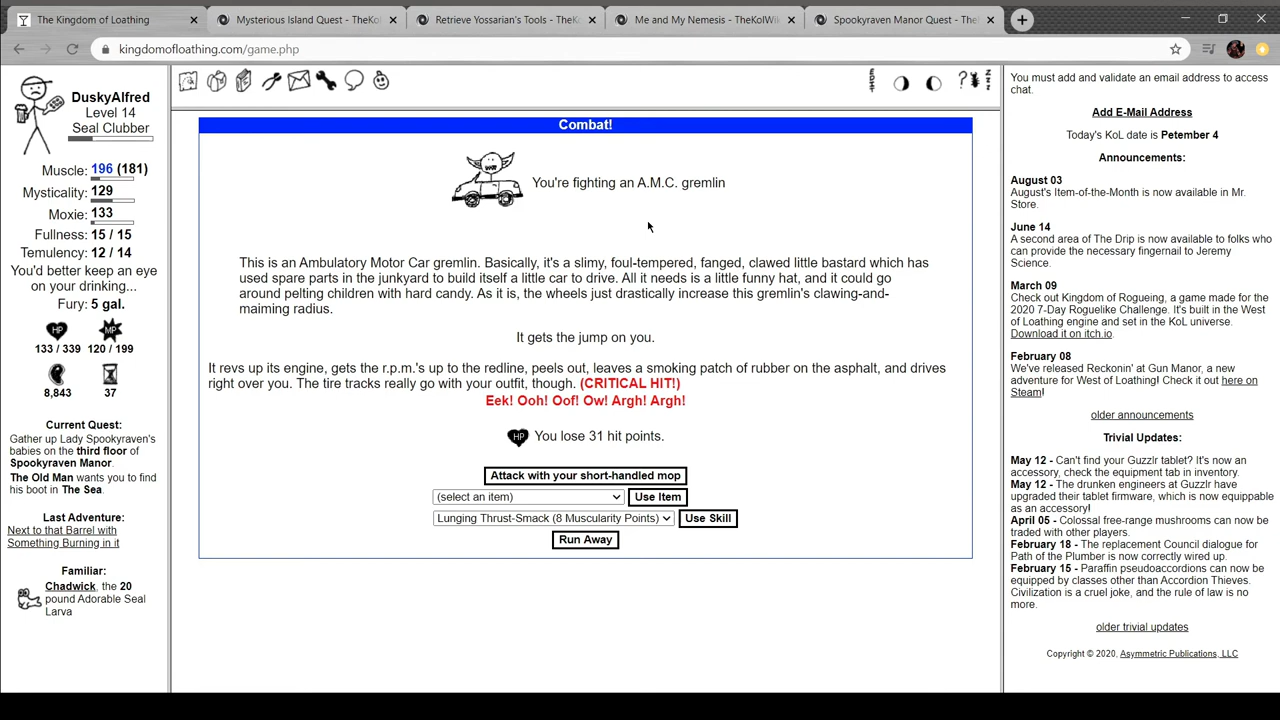 The Kingdom of Loathing
Mysterious Island Quest - TheKol
Retrieve Yossarian's Tools - TheKo
Me and My Nemesis - TheKolWik
Spookyraven Manor Quest - The
kingdomofloathing.com/game.php
DuskyAlfred
Level 14
Seal Clubber
Muscle: 196 (181)
Mysticality: 129
Moxie: 133
Fullness: 15 / 15
Temulency: 12 / 14
You'd better keep an eye
on your drinking...
Fury: 5 gal.
HP
MP
133 / 339
120 / 199
8,843
37
Current Quest:
Gather up Lady Spookyraven's
babies on the third floor of
Spookyraven Manor.
The Old Man wants you to find
his boot in The Sea.
Last Adventure:
Next to that Barrel with
Something Burning in it
Familiar:
Chadwick, the 20
pound Adorable Seal
Larva
Combat!
You're fighting an A.M.C. gremlin
This is an Ambulatory Motor Car gremlin. Basically, it's a slimy, foul-tempered, fanged, clawed little bastard which has
used spare parts in the junkyard to build itself a little car to drive. All it needs is a little funny hat, and it could go
around pelting children with hard candy. As it is, the wheels just drastically increase this gremlin's clawing-and-
maiming radius.
It gets the jump on you.
It revs up its engine, gets the r.p.m.'s up to the redline, peels out, leaves a smoking patch of rubber on the asphalt, and drives
right over you. The tire tracks really go with your outfit, though. (CRITICAL HIT!)
Eek! Ooh! Oof! Ow! Argh! Argh!
HP You lose 31 hit points.
Attack with your short-handled mop
(select an item) Use Item
Lunging Thrust-Smack (8 Muscularity Points) Use Skill
Run Away
You must add and validate an email address to access
chat.
Add E-Mail Address
Today's KoL date is Petember 4
Announcements:
August 03
August's Item-of-the-Month is now available in Mr.
Store.
June 14
A second area of The Drip is now available to folks who
can provide the necessary fingernail to Jeremy
Science.
March 09
Check out Kingdom of Rogueing, a game made for the
2020 7-Day Roguelike Challenge. It's built in the West
of Loathing engine and set in the KoL universe.
Download it on itch.io.
February 08
We've released Reckonin' at Gun Manor, a new
adventure for West of Loathing! Check it out here on
Steam!
older announcements
Trivial Updates:
May 12 - Can't find your Guzzlr tablet? It's now an
accessory, check the equipment tab in inventory.
May 12 - The drunken engineers at Guzzlr have
upgraded their tablet firmware, which is now equippable
as an accessory!
April 05 - Colossal free-range mushrooms can now be
traded with other players.
February 18 - The replacement Council dialogue for
Path of the Plumber is now correctly wired up.
February 15 - Paraffin pseudoaccordions can now be
equipped by classes other than Accordion Thieves.
Civilization is a cruel joke, and the rule of law is no
more.
older trivial updates
Copyright © 2020, Asymmetric Publications, LLC